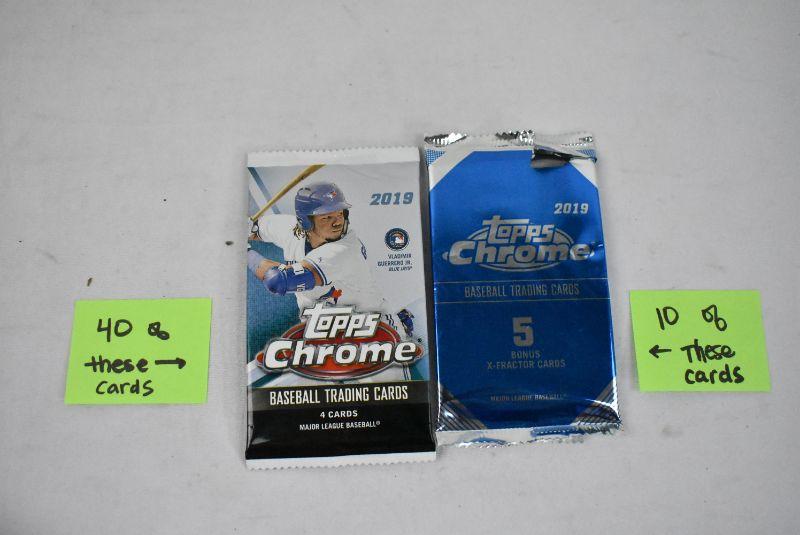 40 of
these →
cards
2019
VLADIMIR
GUERRERO JR.
BLUE JAYS®
Topps
Chrome
BASEBALL TRADING CARDS
4 CARDS
MAJOR LEAGUE BASEBALL®
2019
Topps
Chrome
BASEBALL TRADING CARDS
5
BONUS
X-FRACTOR CARDS
MAJOR LEAGUE BASEBALL®
10 of
← These
cards